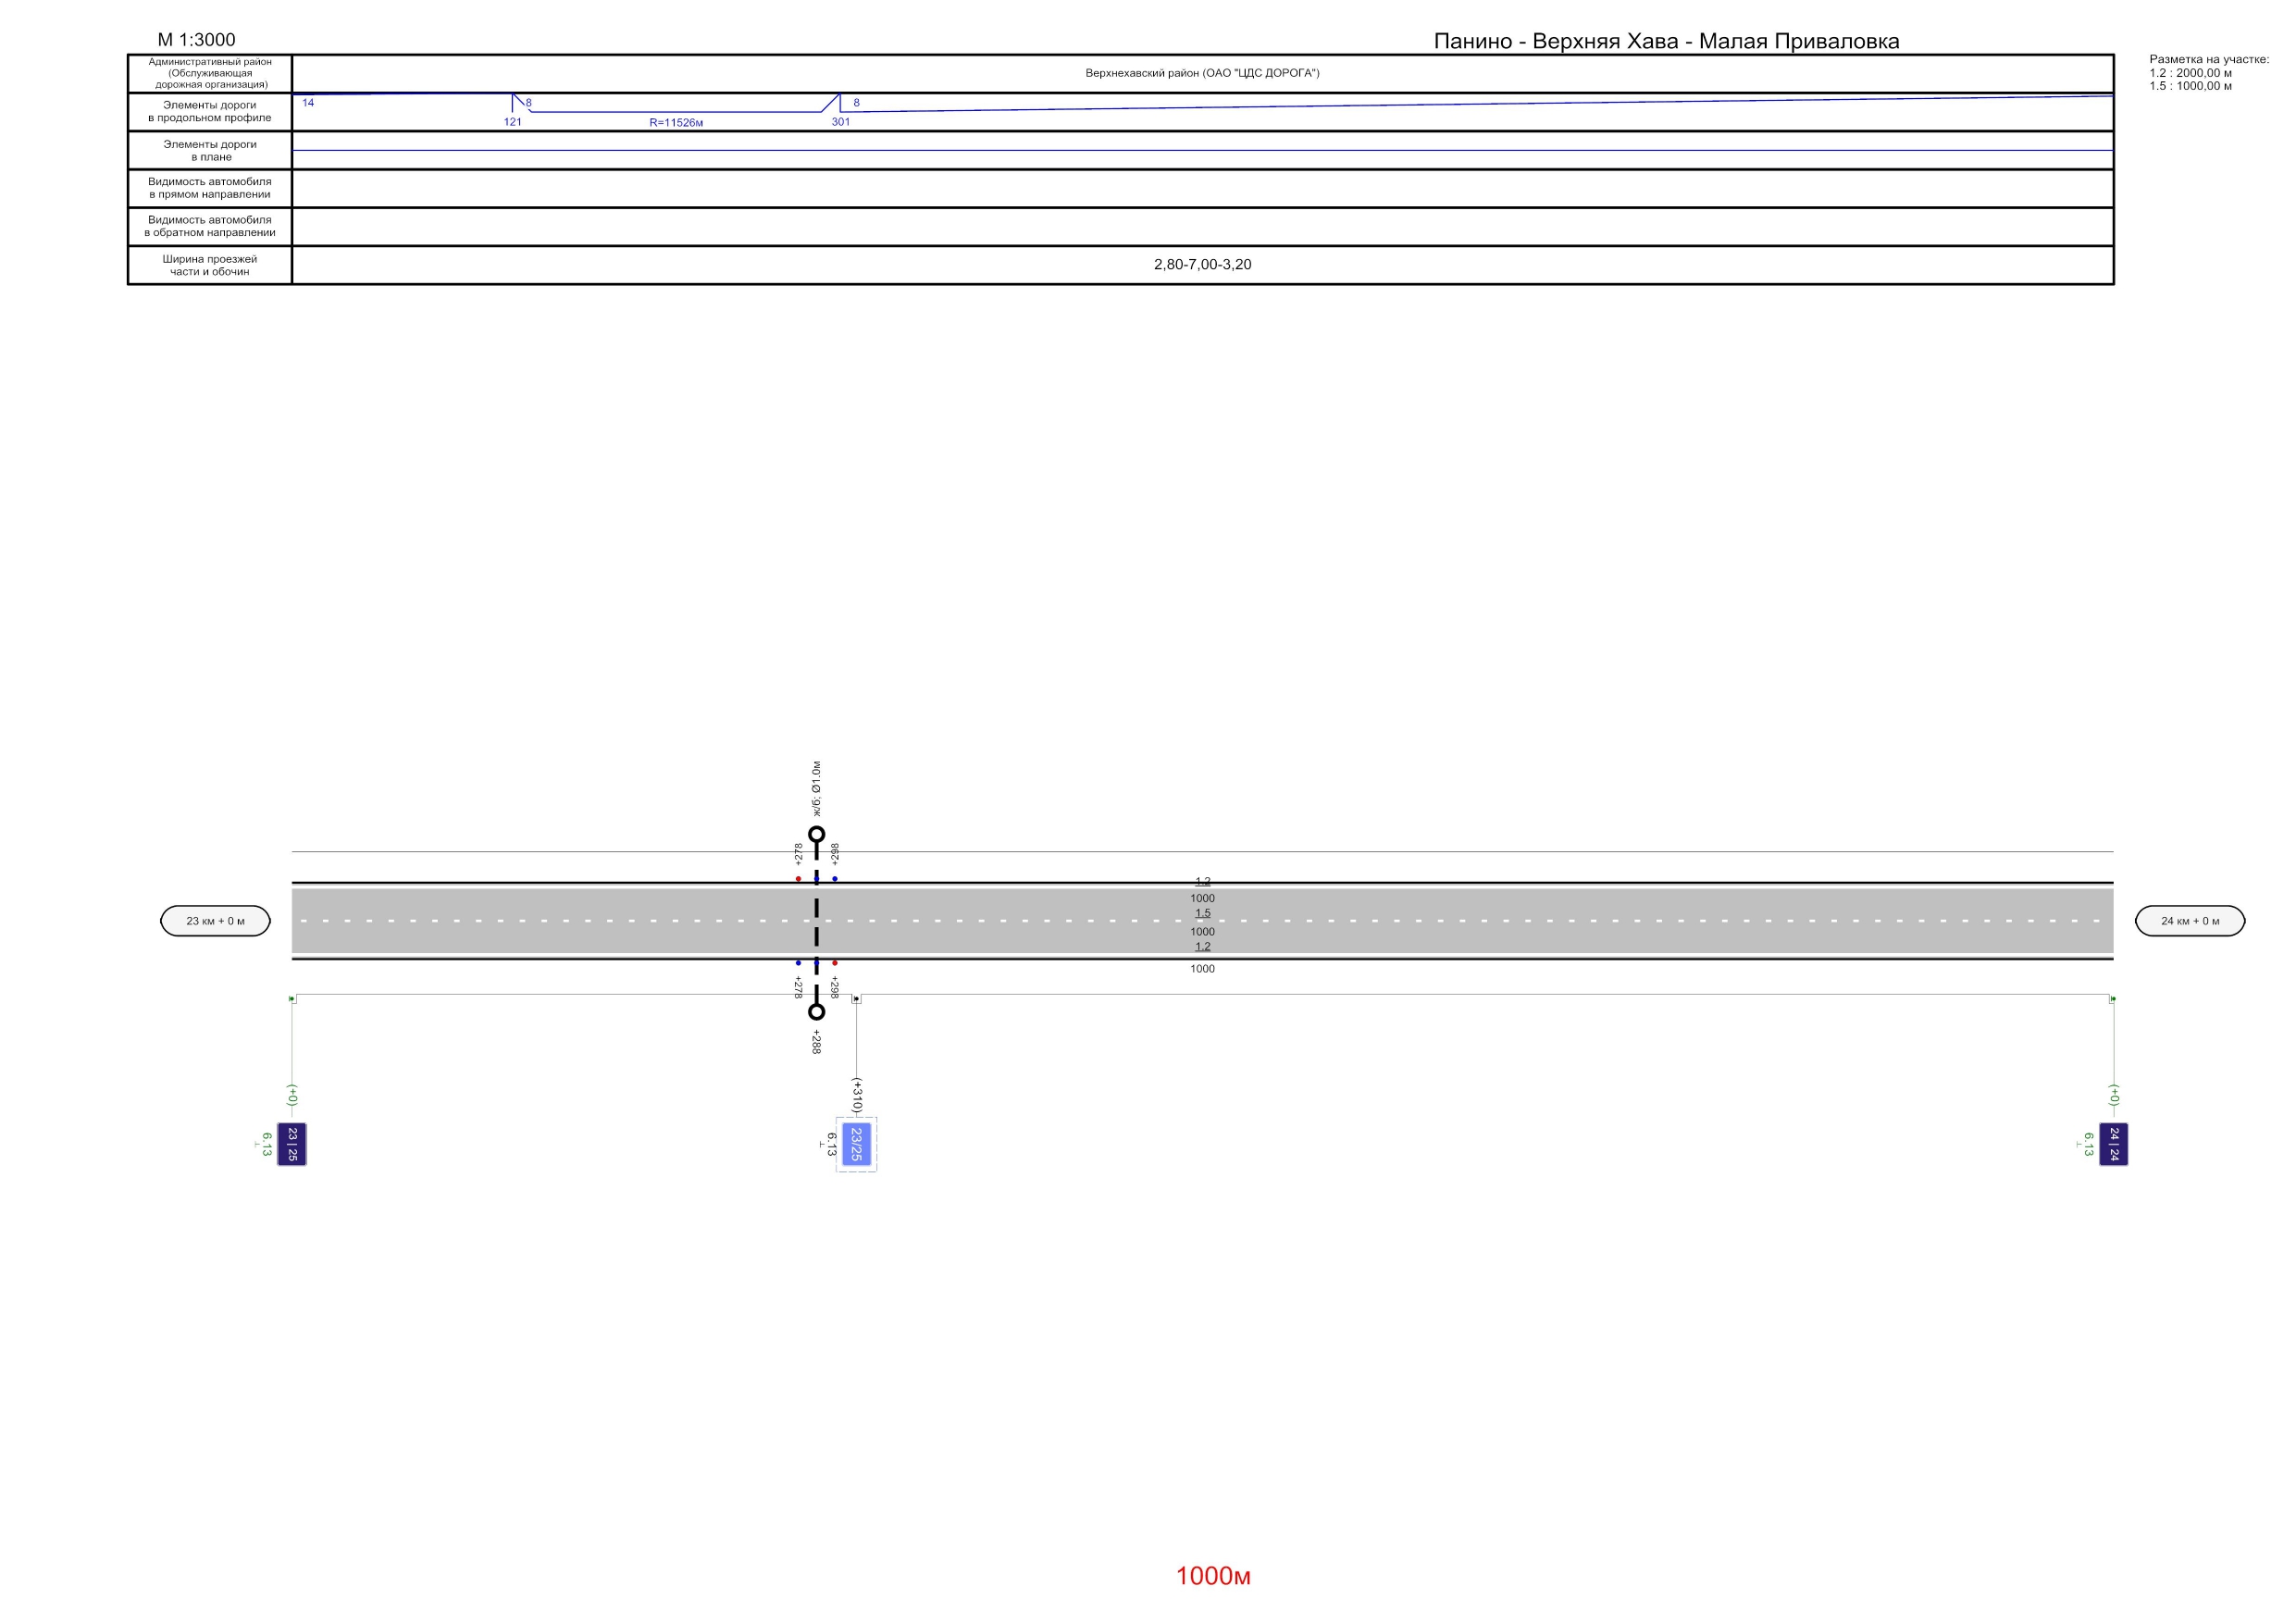 М 1:3000
Панино - Верхняя Хава - Малая Приваловка
Административный район
(Обслуживающая
дорожная организация)
Верхнехавский район (ОАО "ЦДС ДОРОГА")
Разметка на участке:
1.2 : 2000,00 м
1.5 : 1000,00 м
Элементы дороги
в продольном профиле
14
8
8
121
R=11526м
301
Элементы дороги
в плане
Видимость автомобиля
в прямом направлении
Видимость автомобиля
в обратном направлении
Ширина проезжей
части и обочин
2,80-7,00-3,20
ж/б; Ø 1.0м
+278
+298
1.2
1000
1.5
1000
1.2
1000
23 км + 0 м
24 км + 0 м
+278
+298
+288
(+0)
(+310)
(+0)
6.13
23 | 25
6.13
23/25
6.13
24 | 24
1000м